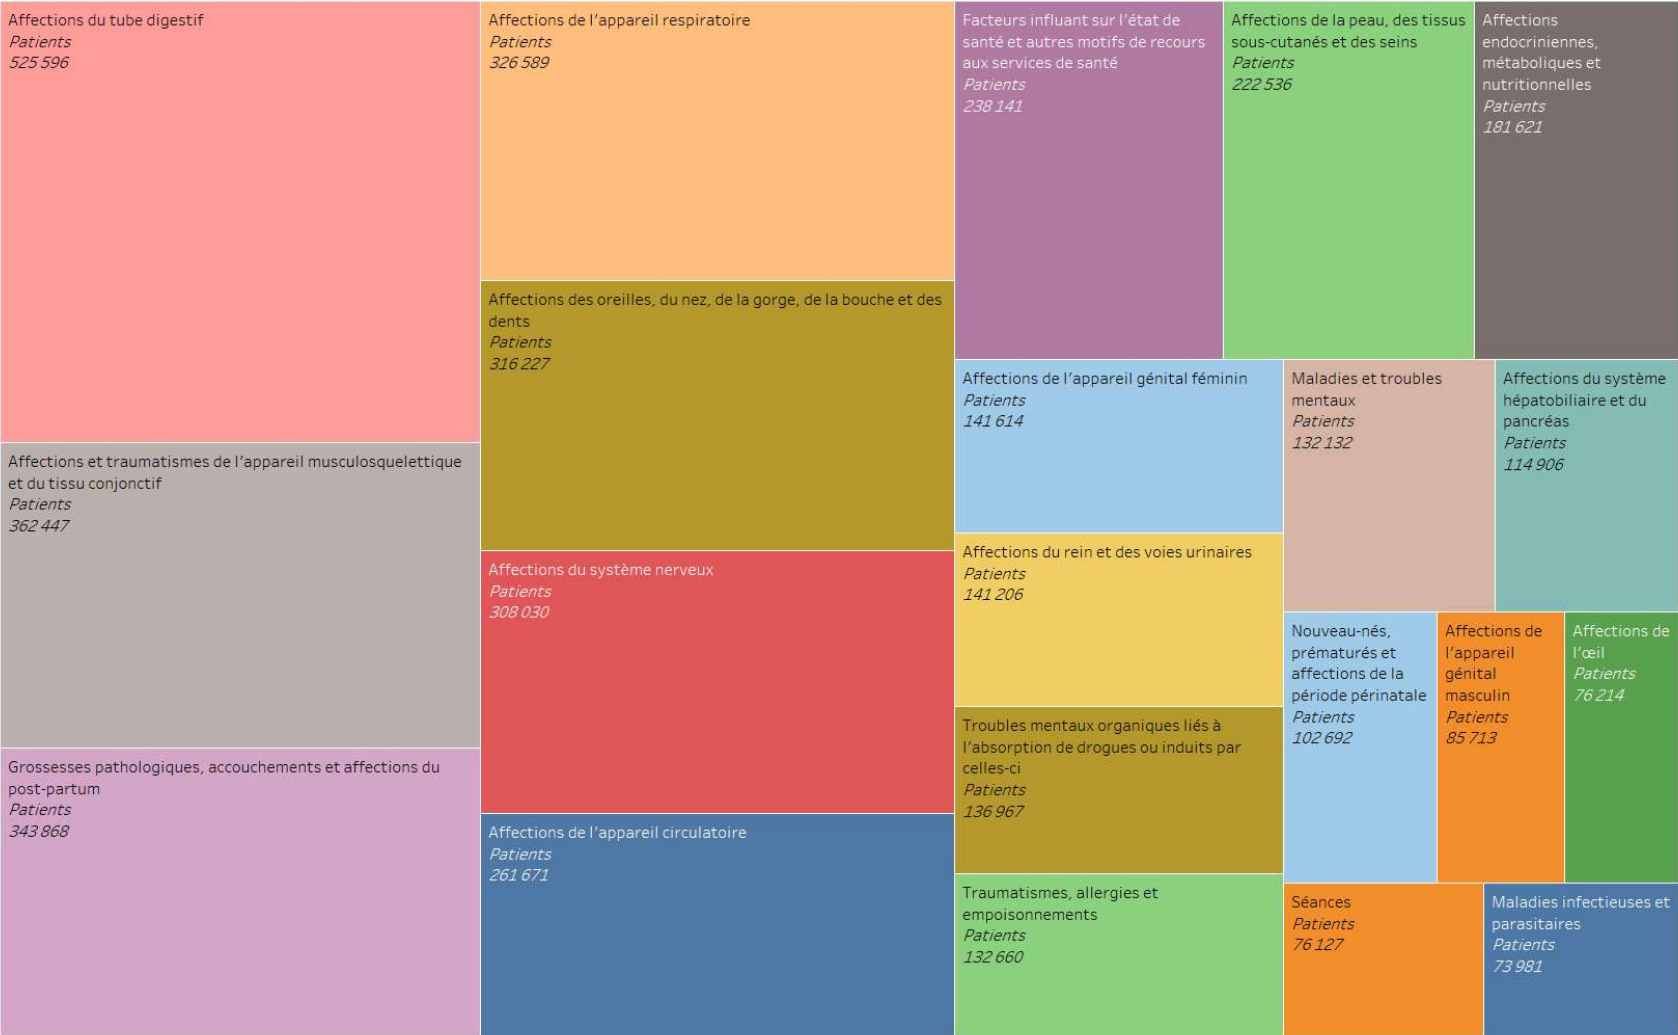 Affections du tube digestif
Patients
525 596
Affections et traumatismes de l'appareil musculosquelettique
et du tissu conjonctif
Patients
362 447
Grossesses pathologiques, accouchements et affections du
post-partum
Patients
343 868
Affections de l'appareil respiratoire
Patients
326 589
Affections des oreilles, du nez, de la gorge, de la bouche et des
dents
Patients
316 227
Affections du système nerveux
Patients
308 030
Affections de l'appareil circulatoire
Patients
261 671
Facteurs influant sur l'état de
santé et autres motifs de recours
aux services de santé
Patients
238 141
Affections de la peau, des tissus
sous-cutanés et des seins
Patients
222 536
Affections
endocriniennes,
métaboliques et
nutritionnelles
Patients
181 621
Affections de l'appareil génital féminin
Patients
141 614
Affections du rein et des voies urinaires
Patients
141 206
Troubles mentaux organiques liés à
l'absorption de drogues ou induits par
celles-ci
Patients
136 967
Traumatismes, allergies et
empoisonnements
Patients
132 660
Maladies et troubles
mentaux
Patients
132 132
Affections du système
hépatobiliaire et du
pancréas
Patients
114 906
Nouveau-nés,
prématurés et
affections de la
période périnatale
Patients
102 692
Affections de
l'appareil
génital
masculin
Patients
85 713
Affections de
l'œil
Patients
76 214
Séances
Patients
76 127
Maladies infectieuses et
parasitaires
Patients
73 981